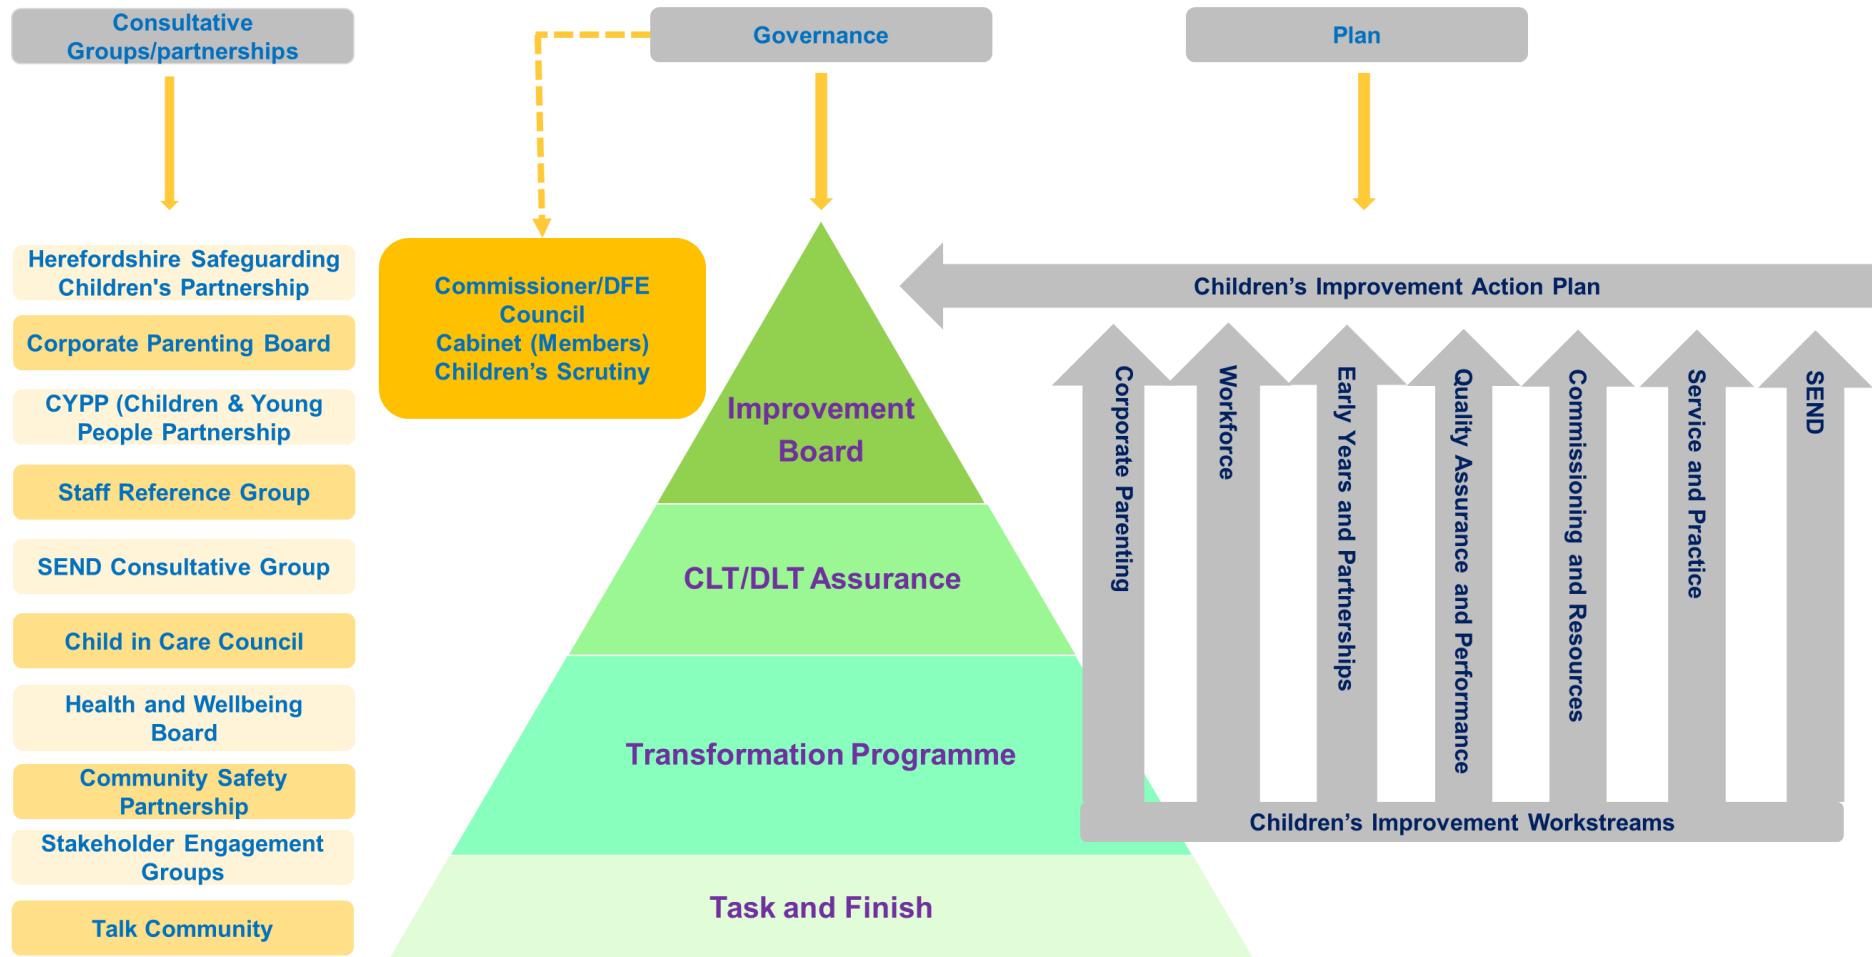 Consultative
Groups/partnerships
Governance
Plan
Herefordshire Safeguarding
Children's Partnership
Corporate Parenting Board
CYPP (Children & Young
People Partnership
Staff Reference Group
SEND Consultative Group
Child in Care Council
Health and Wellbeing
Board
Community Safety
Partnership
Stakeholder Engagement
Groups
Talk Community
Commissioner/DFE
Council
Cabinet (Members)
Children’s Scrutiny
Improvement
Board
CLT/DLT Assurance
Transformation Programme
Task and Finish
Children’s Improvement Action Plan
Corporate Parenting
Workforce
Early Years and Partnerships
Quality Assurance and Performance
Commissioning and Resources
Service and Practice
SEND
Children’s Improvement Workstreams